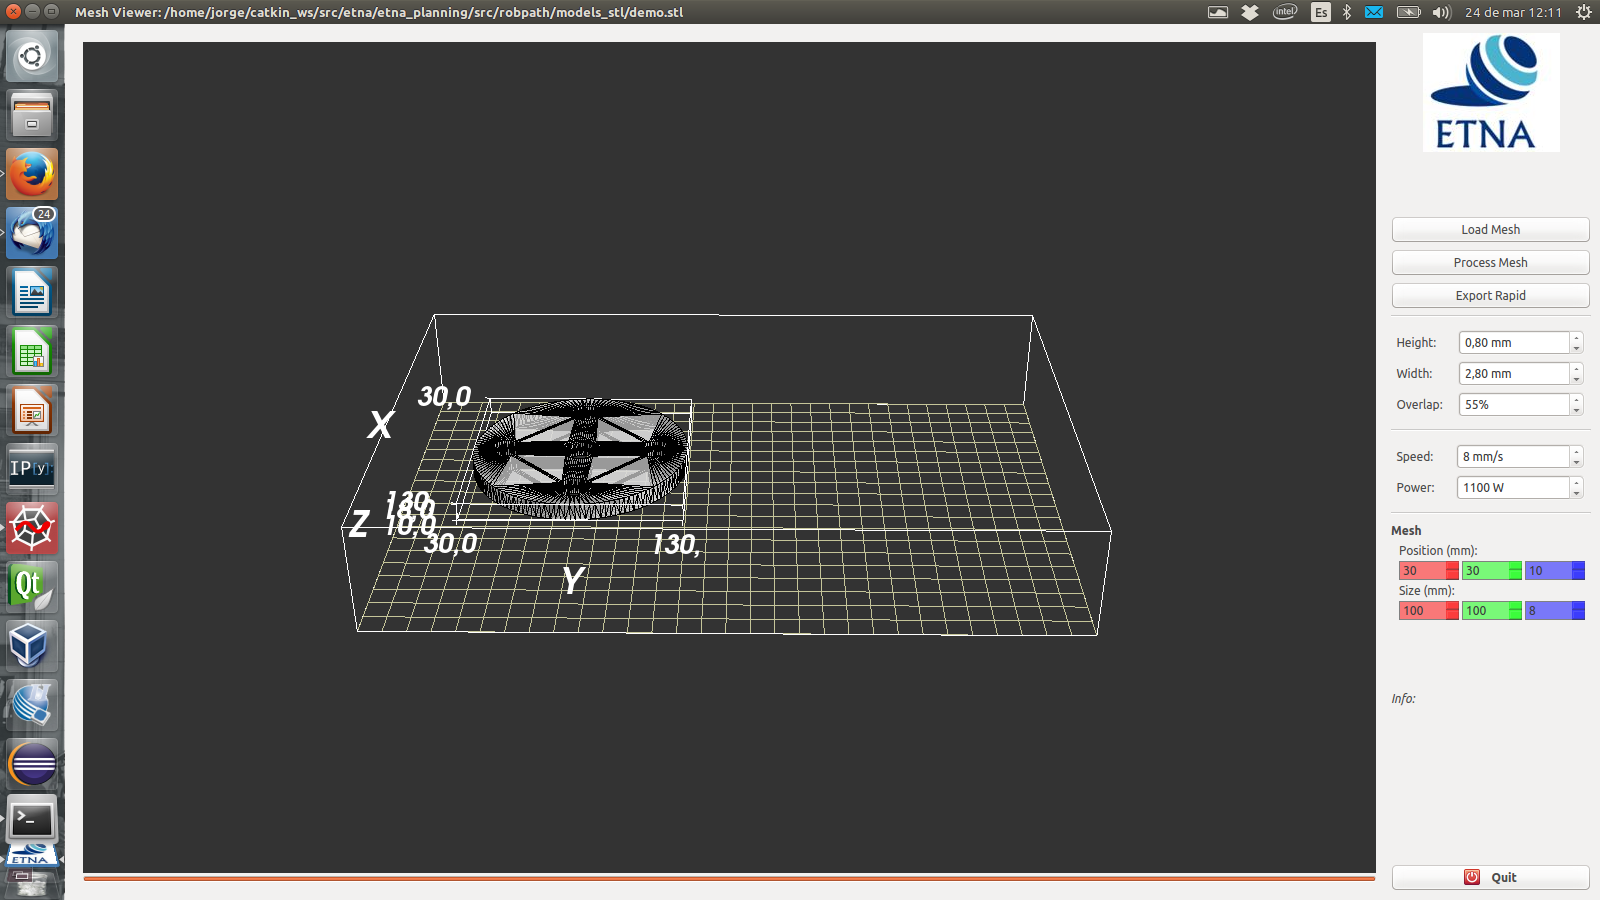 Mesh Viewer: /home/jorge/catkin_ws/src/etna/etna_planning/src/robpath/models_stl/demo.stl
intel
Es
24 de mar 12:11
24
IP[y]:
Qt
ETNA
ETNA
Load Mesh
Process Mesh
Export Rapid
Height: 0,80 mm
Width: 2,80 mm
Overlap: 55%
Speed: 8 mm/s
Power: 1100 W
Mesh
Position (mm):
30 30 10
Size (mm):
100 100 8
Info:
Quit
30,0
X
130,
18,0
Z 10,0
30,0 130,
Y